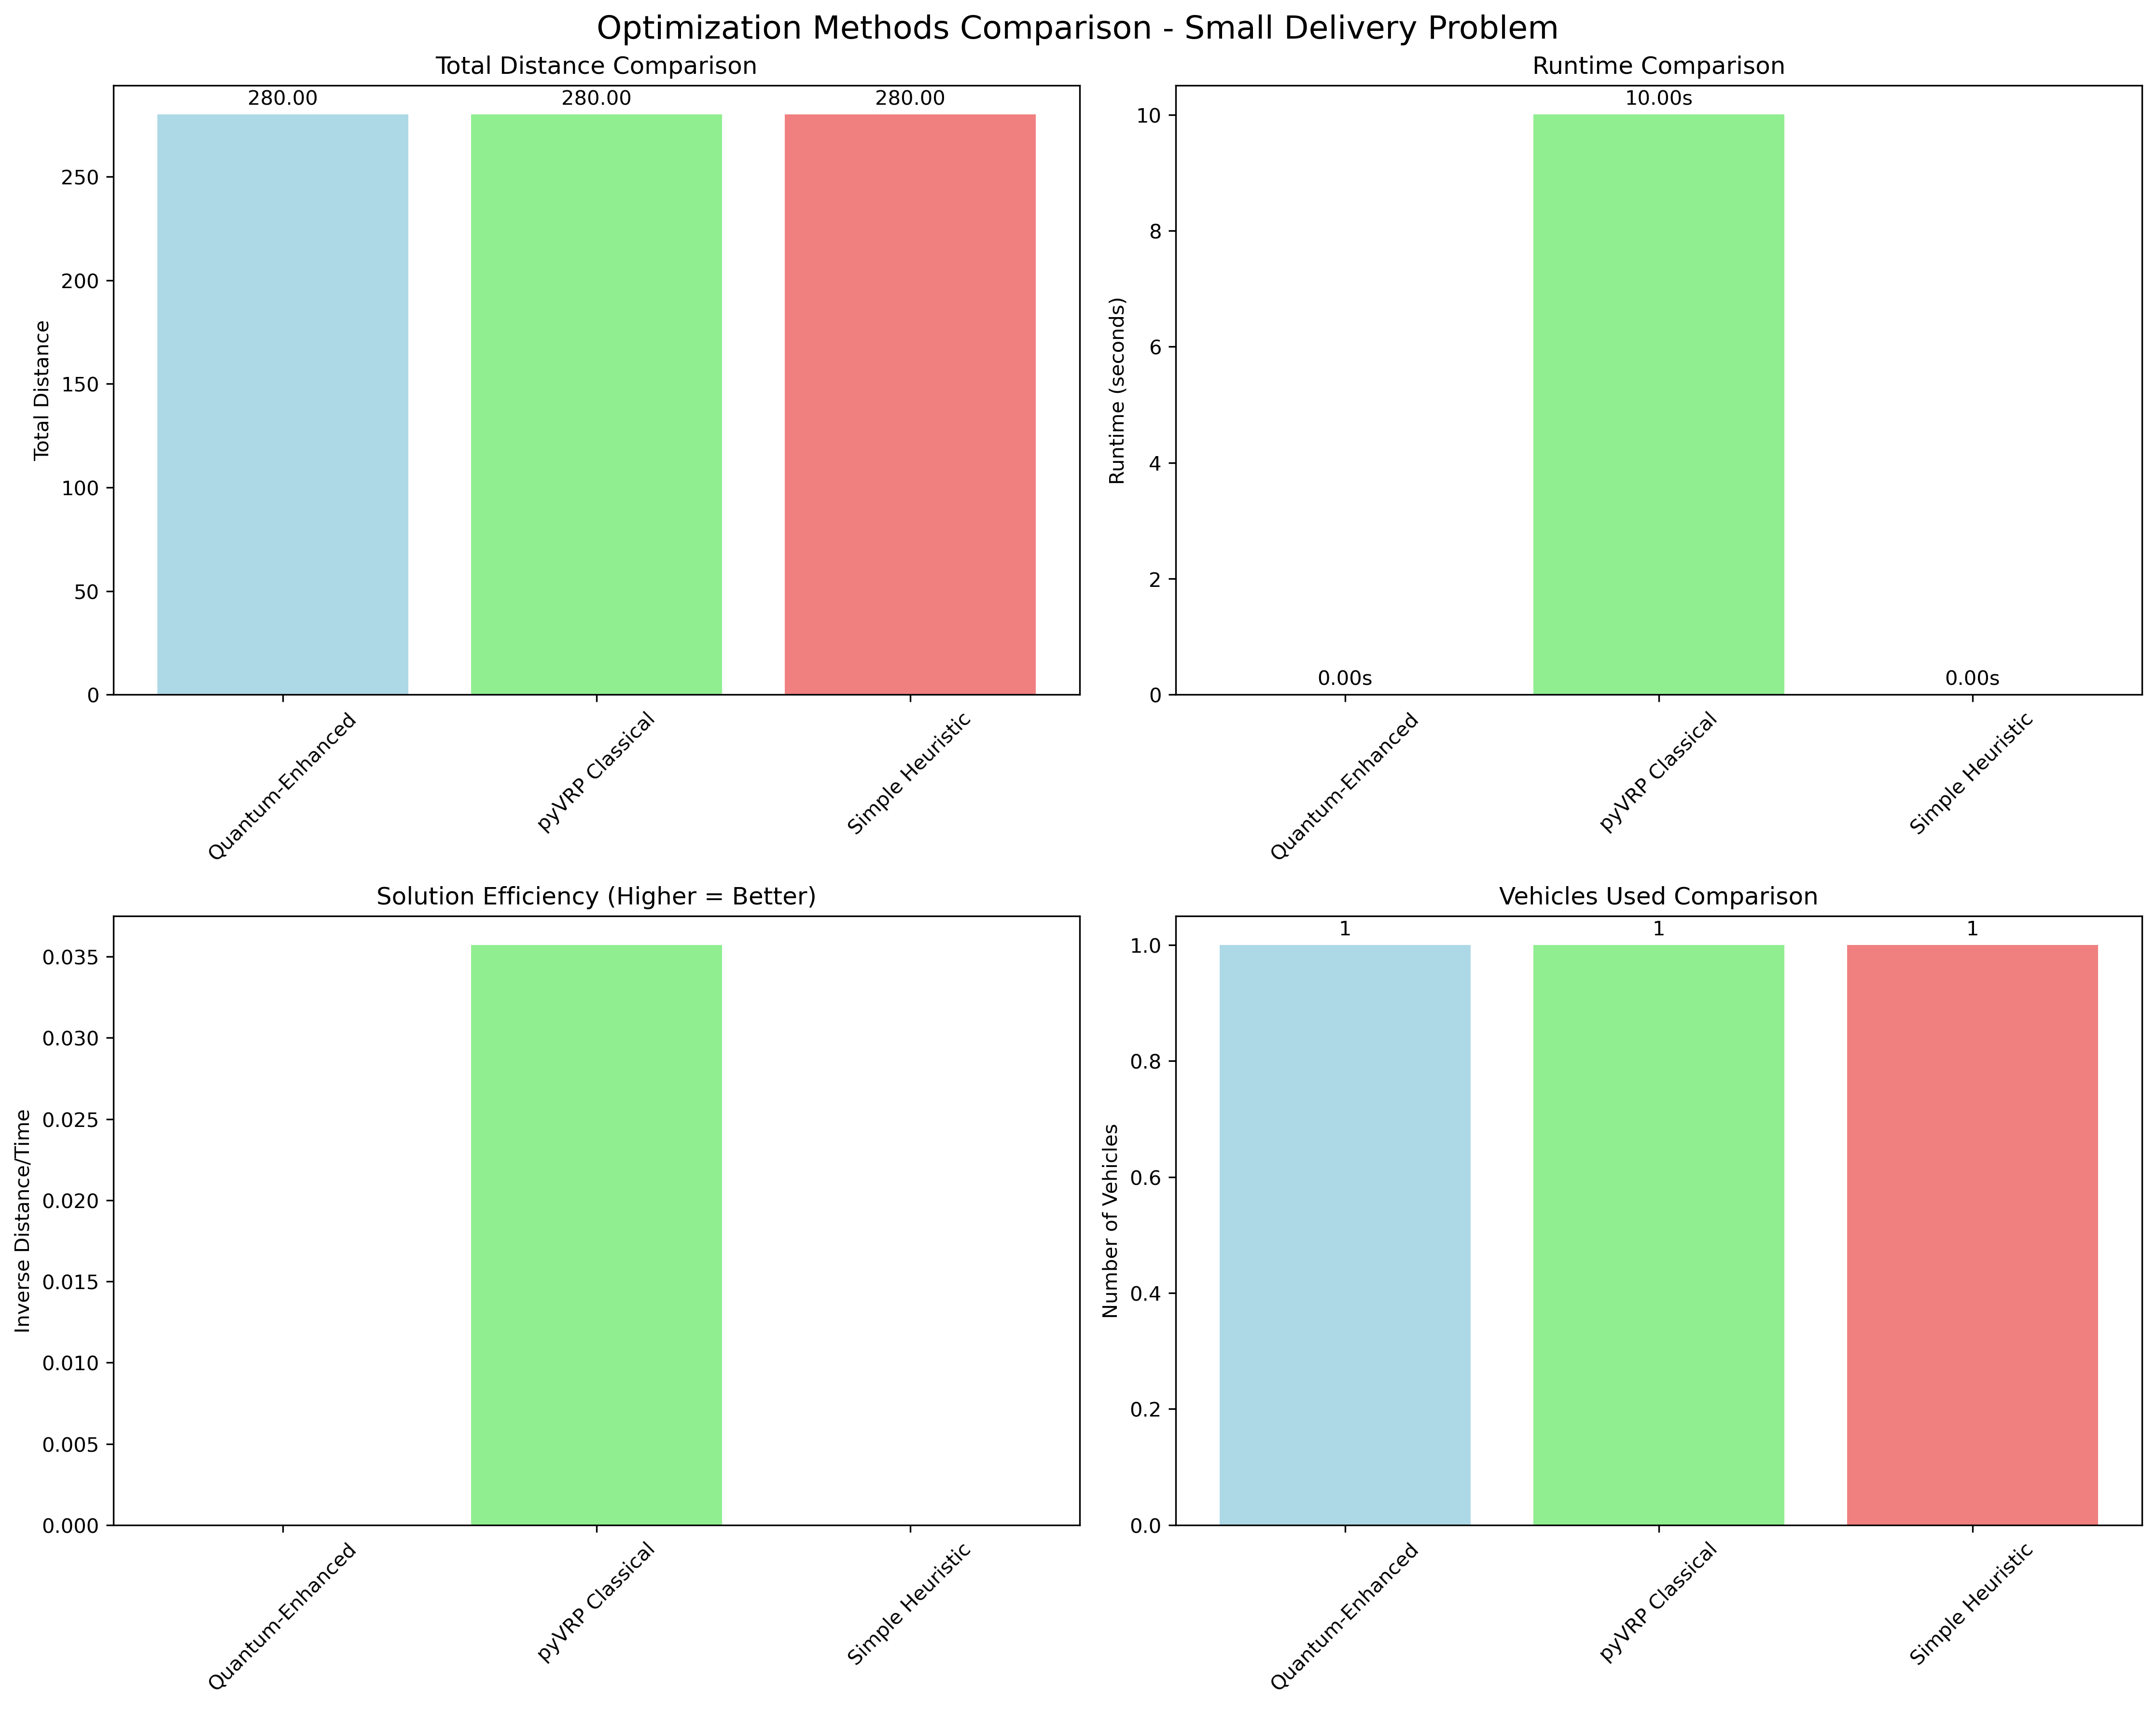 Optimization Methods Comparison - Small Delivery Problem
Total Distance Comparison
280.00 280.00 280.00
250
200
150
100
50
0
Total Distance
Quantum-Enhanced
pyVRP Classical
Simple Heuristic
Runtime Comparison
10.00s
0.00s 0.00s
10
8
6
4
2
0
Runtime (seconds)
Quantum-Enhanced
pyVRP Classical
Simple Heuristic
Solution Efficiency (Higher = Better)
0.035
0.030
0.025
0.020
0.015
0.010
0.005
0.000
Inverse Distance/Time
Quantum-Enhanced
pyVRP Classical
Simple Heuristic
Vehicles Used Comparison
1 1 1
1.0
0.8
0.6
0.4
0.2
0.0
Number of Vehicles
Quantum-Enhanced
pyVRP Classical
Simple Heuristic